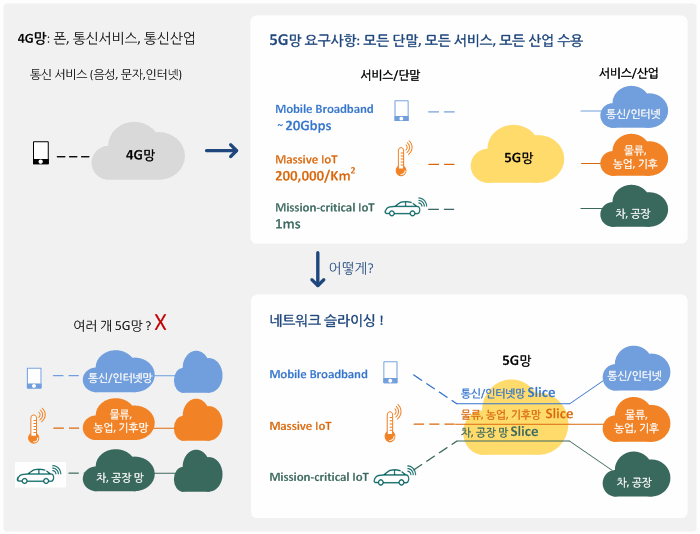 4G망: 폰, 통신서비스, 통신산업
통신 서비스 (음성, 문자,인터넷)
4G망
5G망 요구사항: 모든 단말, 모든 서비스, 모든 산업 수용
서비스/단말
서비스/산업
Mobile Broadband
~ 20Gbps
통신/인터넷
Massive IoT
200,000/Km²
5G망
물류,
농업, 기후
Mission-critical IoT
1ms
차, 공장
어떻게?
여러 개 5G망 ? X
통신/인터넷망
물류,
농업, 기후망
차, 공장 망
네트워크 슬라이싱 !
5G망
Mobile Broadband
통신/인터넷망 Slice
통신/인터넷
Massive IoT
물류, 농업, 기후망 Slice
물류,
농업, 기후
차, 공장 망 Slice
Mission-critical IoT
차, 공장